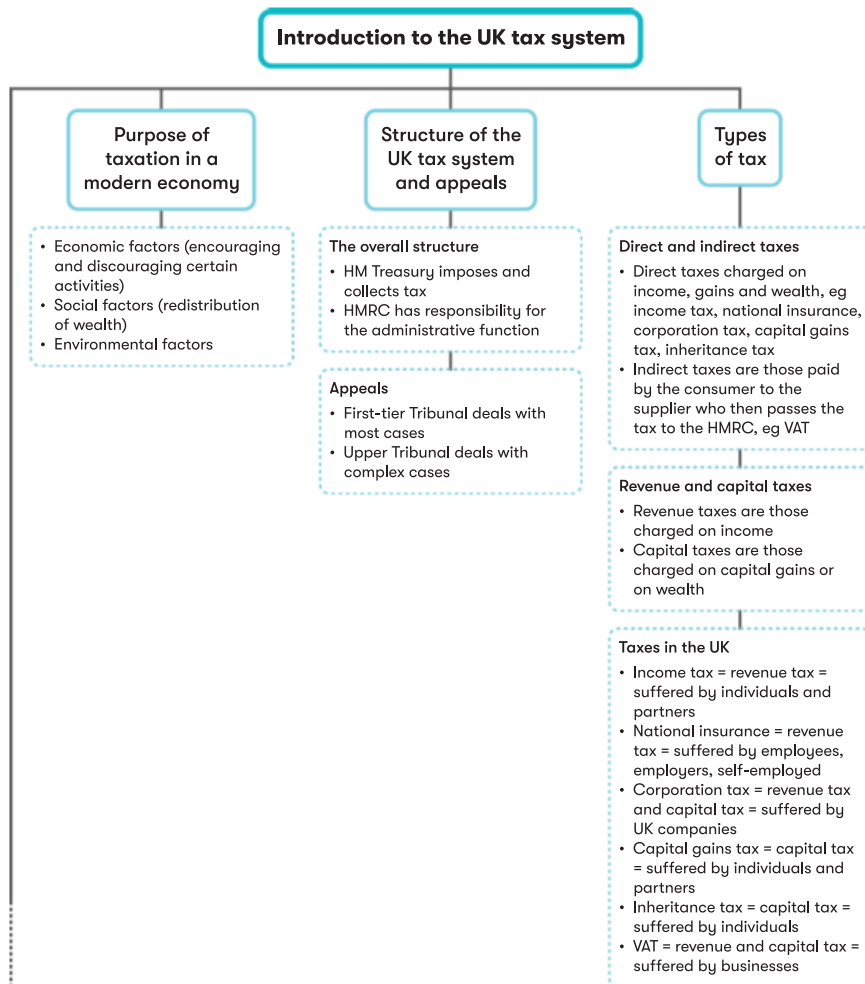 Introduction to the UK tax system
Purpose of
taxation in a
modern economy
• Economic factors (encouraging
and discouraging certain
activities)
• Social factors (redistribution
of wealth)
• Environmental factors
Structure of the
UK tax system
and appeals
The overall structure
• HM Treasury imposes and
collects tax
• HMRC has responsibility for
the administrative function
Appeals
• First-tier Tribunal deals with
most cases
• Upper Tribunal deals with
complex cases
Types
of tax
Direct and indirect taxes
• Direct taxes charged on
income, gains and wealth, eg
income tax, national insurance,
corporation tax, capital gains
tax, inheritance tax
• Indirect taxes are those paid
by the consumer to the
supplier who then passes the
tax to the HMRC, eg VAT
Revenue and capital taxes
• Revenue taxes are those
charged on income
• Capital taxes are those
charged on capital gains or
on wealth
Taxes in the UK
• Income tax = revenue tax =
suffered by individuals and
partners
• National insurance = revenue
tax = suffered by employees,
employers, self-employed
• Corporation tax = revenue tax
and capital tax = suffered by
UK companies
• Capital gains tax = capital tax
= suffered by individuals and
partners
• Inheritance tax = capital tax =
suffered by individuals
• VAT = revenue and capital tax =
suffered by businesses